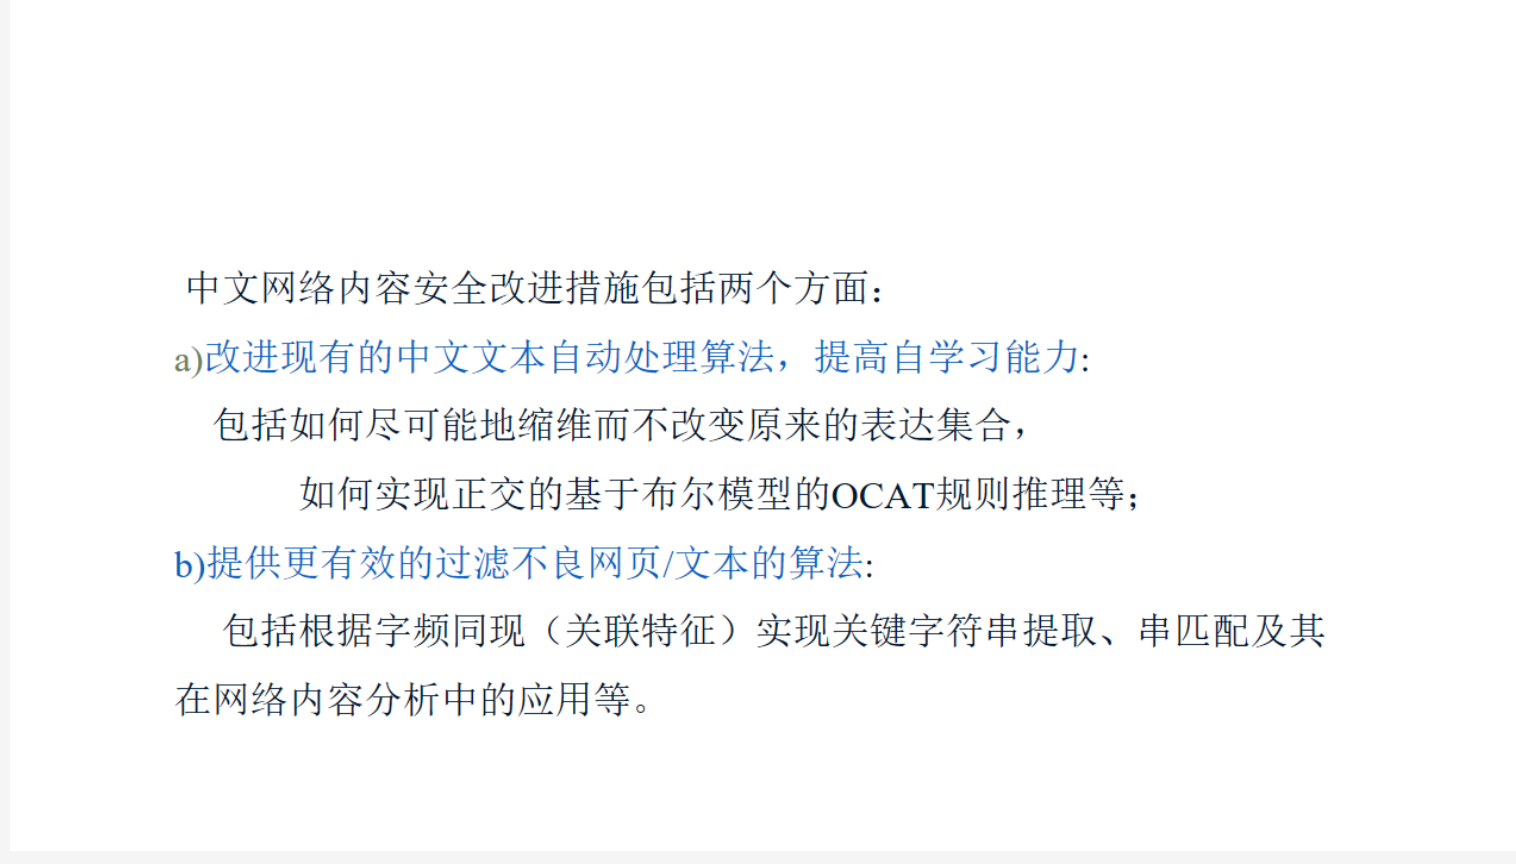 中文网络内容安全改进措施包括两个方面：
a)改进现有的中文文本自动处理算法，提高自学习能力:
包括如何尽可能地缩维而不改变原来的表达集合，
如何实现正交的基于布尔模型的OCAT规则推理等；
b)提供更有效的过滤不良网页/文本的算法:
包括根据字频同现（关联特征）实现关键字符串提取、串匹配及其
在网络内容分析中的应用等。